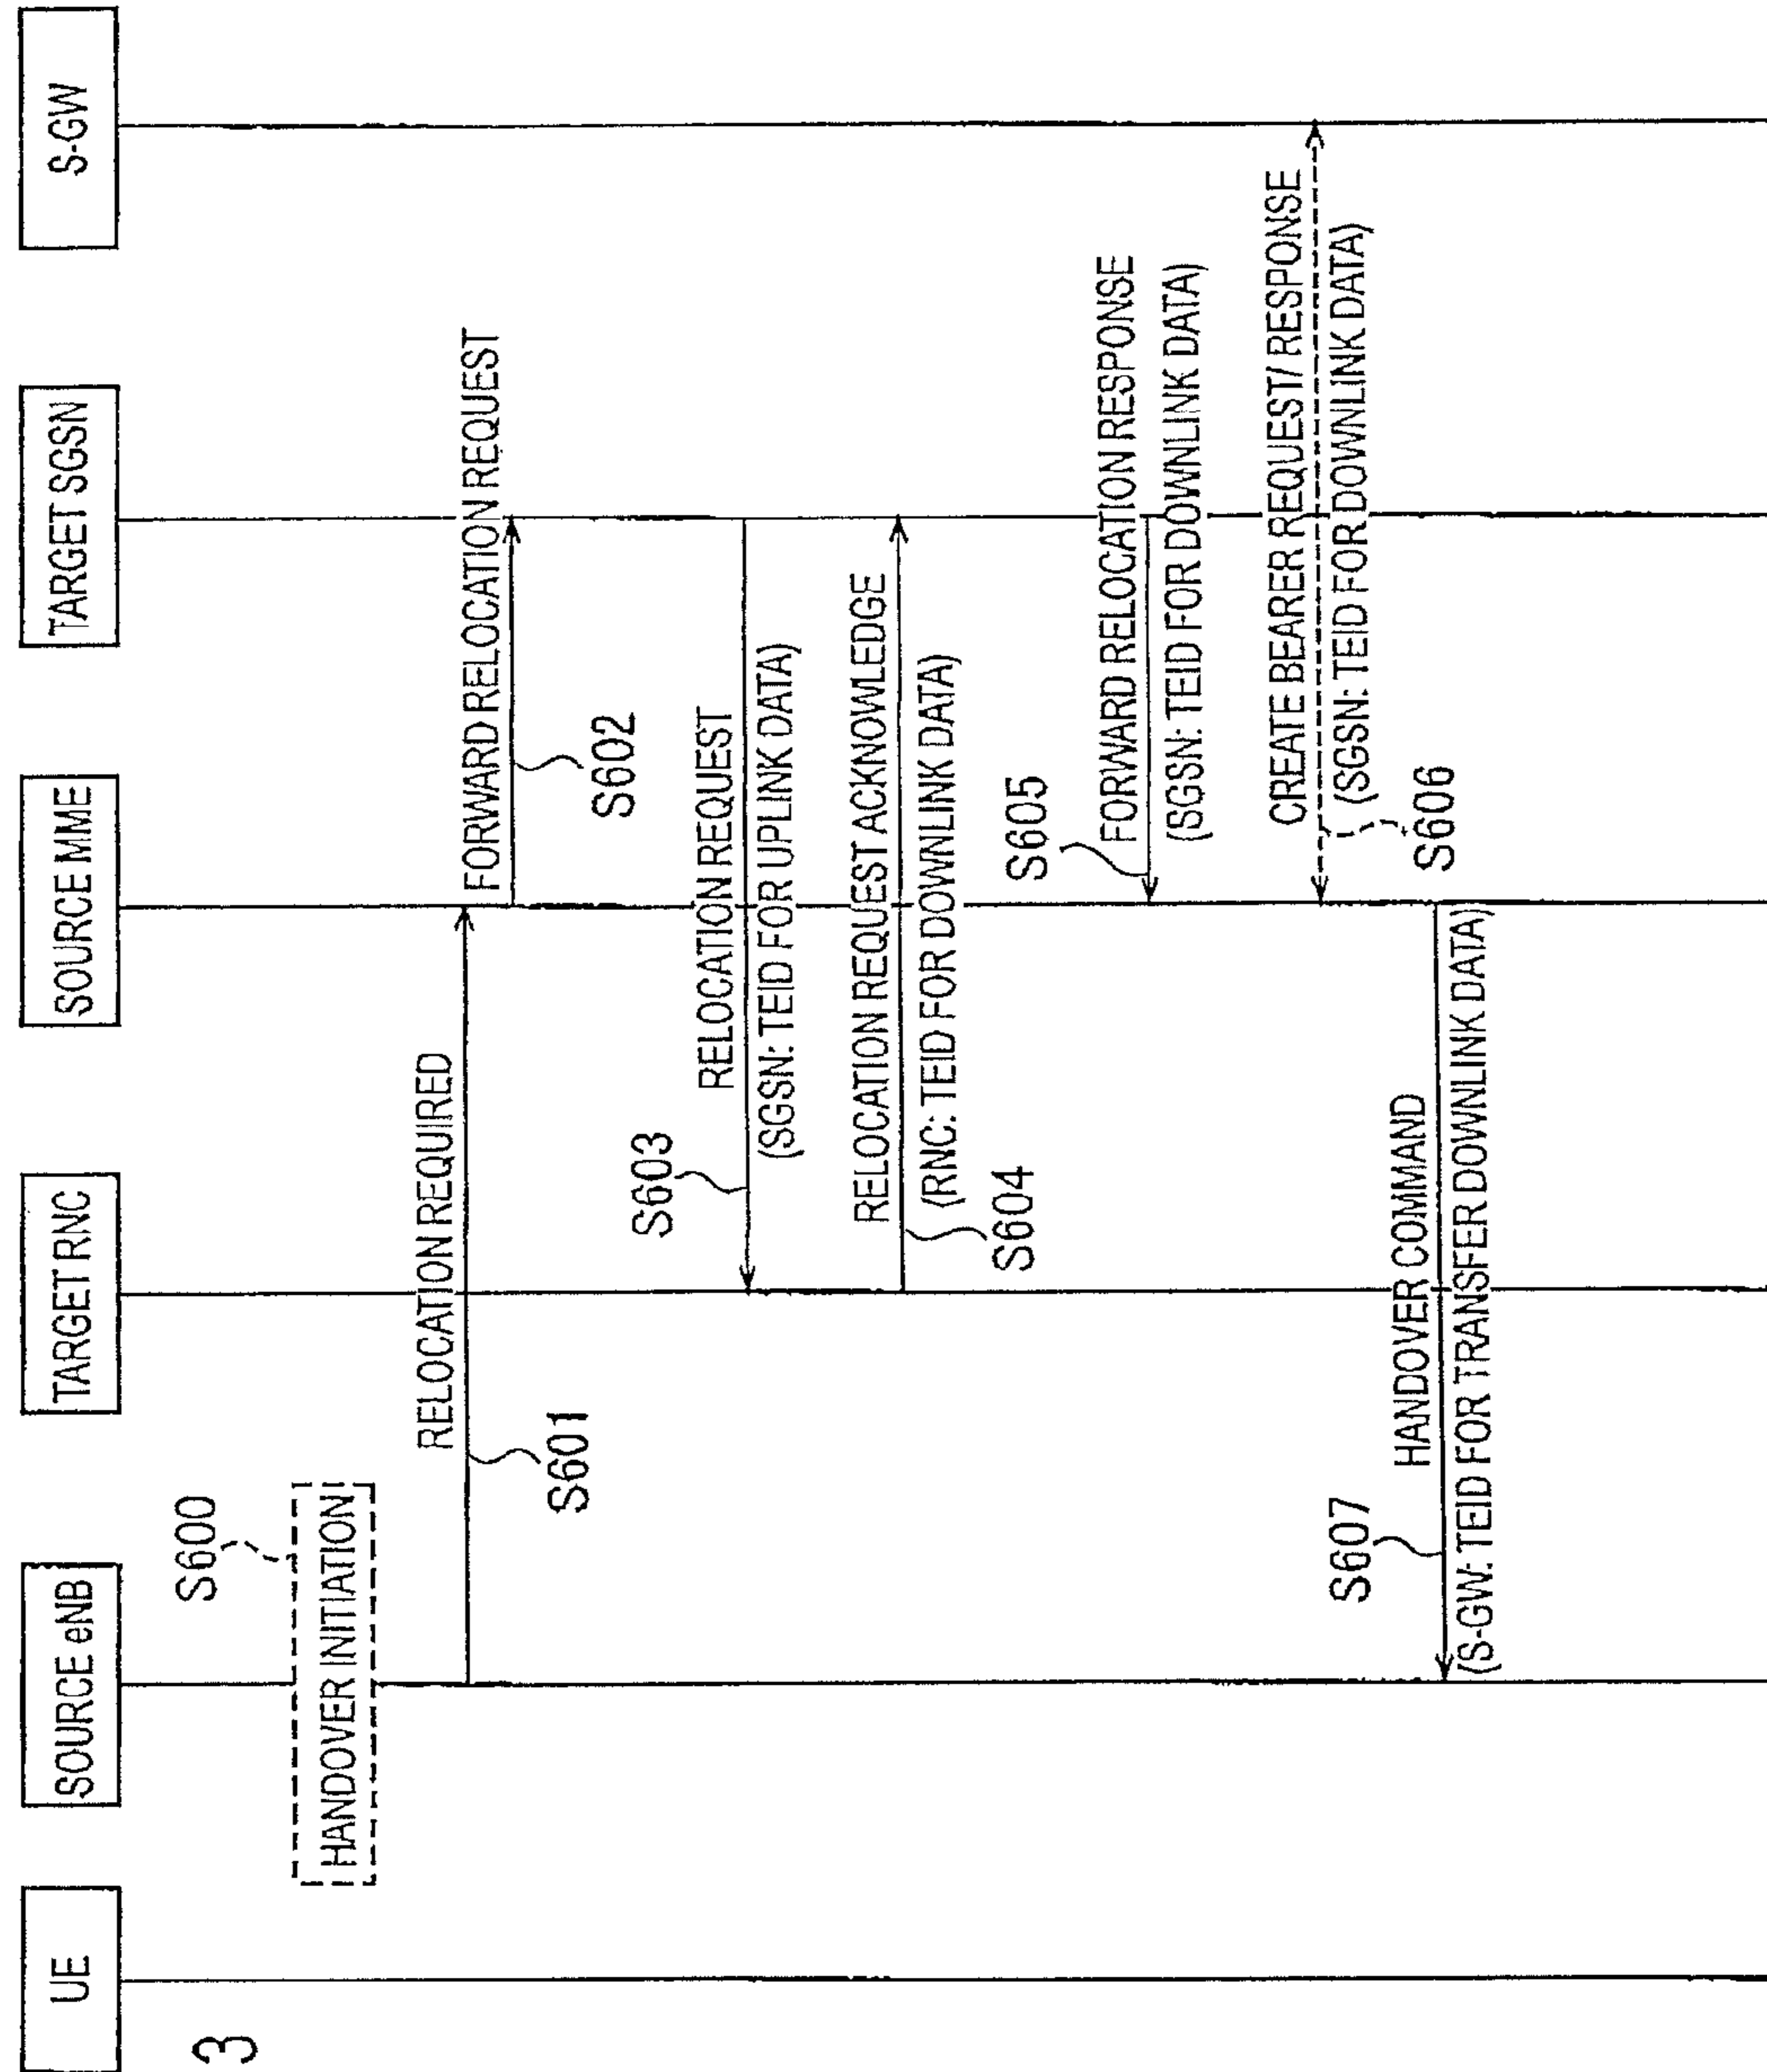 3
UE
SOURCE eNB
TARGET RNC
SOURCE MME
TARGET SGSN
S-GW
S600
HANDOVER INITIATION
RELOCATION REQUIRED
S601
FORWARD RELOCATION REQUEST
S602
S603
RELOCATION REQUEST
(SGSN: TEID FOR UPLINK DATA)
RELOCATION REQUEST ACKNOWLEDGE
(RNC: TEID FOR DOWNLINK DATA)
S604
S605
FORWARD RELOCATION RESPONSE
(SGSN: TEID FOR DOWNLINK DATA)
CREATE BEARER REQUEST/ RESPONSE
(SGSN: TEID FOR DOWNLINK DATA)
S606
S607
HANDOVER COMMAND
(S-GW: TEID FOR TRANSFER DOWNLINK DATA)